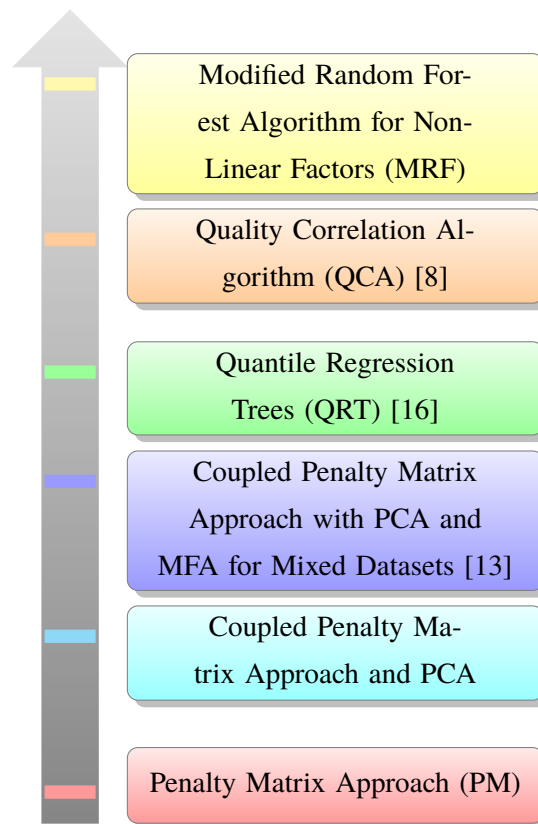 Modified Random For-
est Algorithm for Non-
Linear Factors (MRF)
Quality Correlation Al-
gorithm (QCA) [8]
Quantile Regression
Trees (QRT) [16]
Coupled Penalty Matrix
Approach with PCA and
MFA for Mixed Datasets [13]
Coupled Penalty Ma-
trix Approach and PCA
Penalty Matrix Approach (PM)